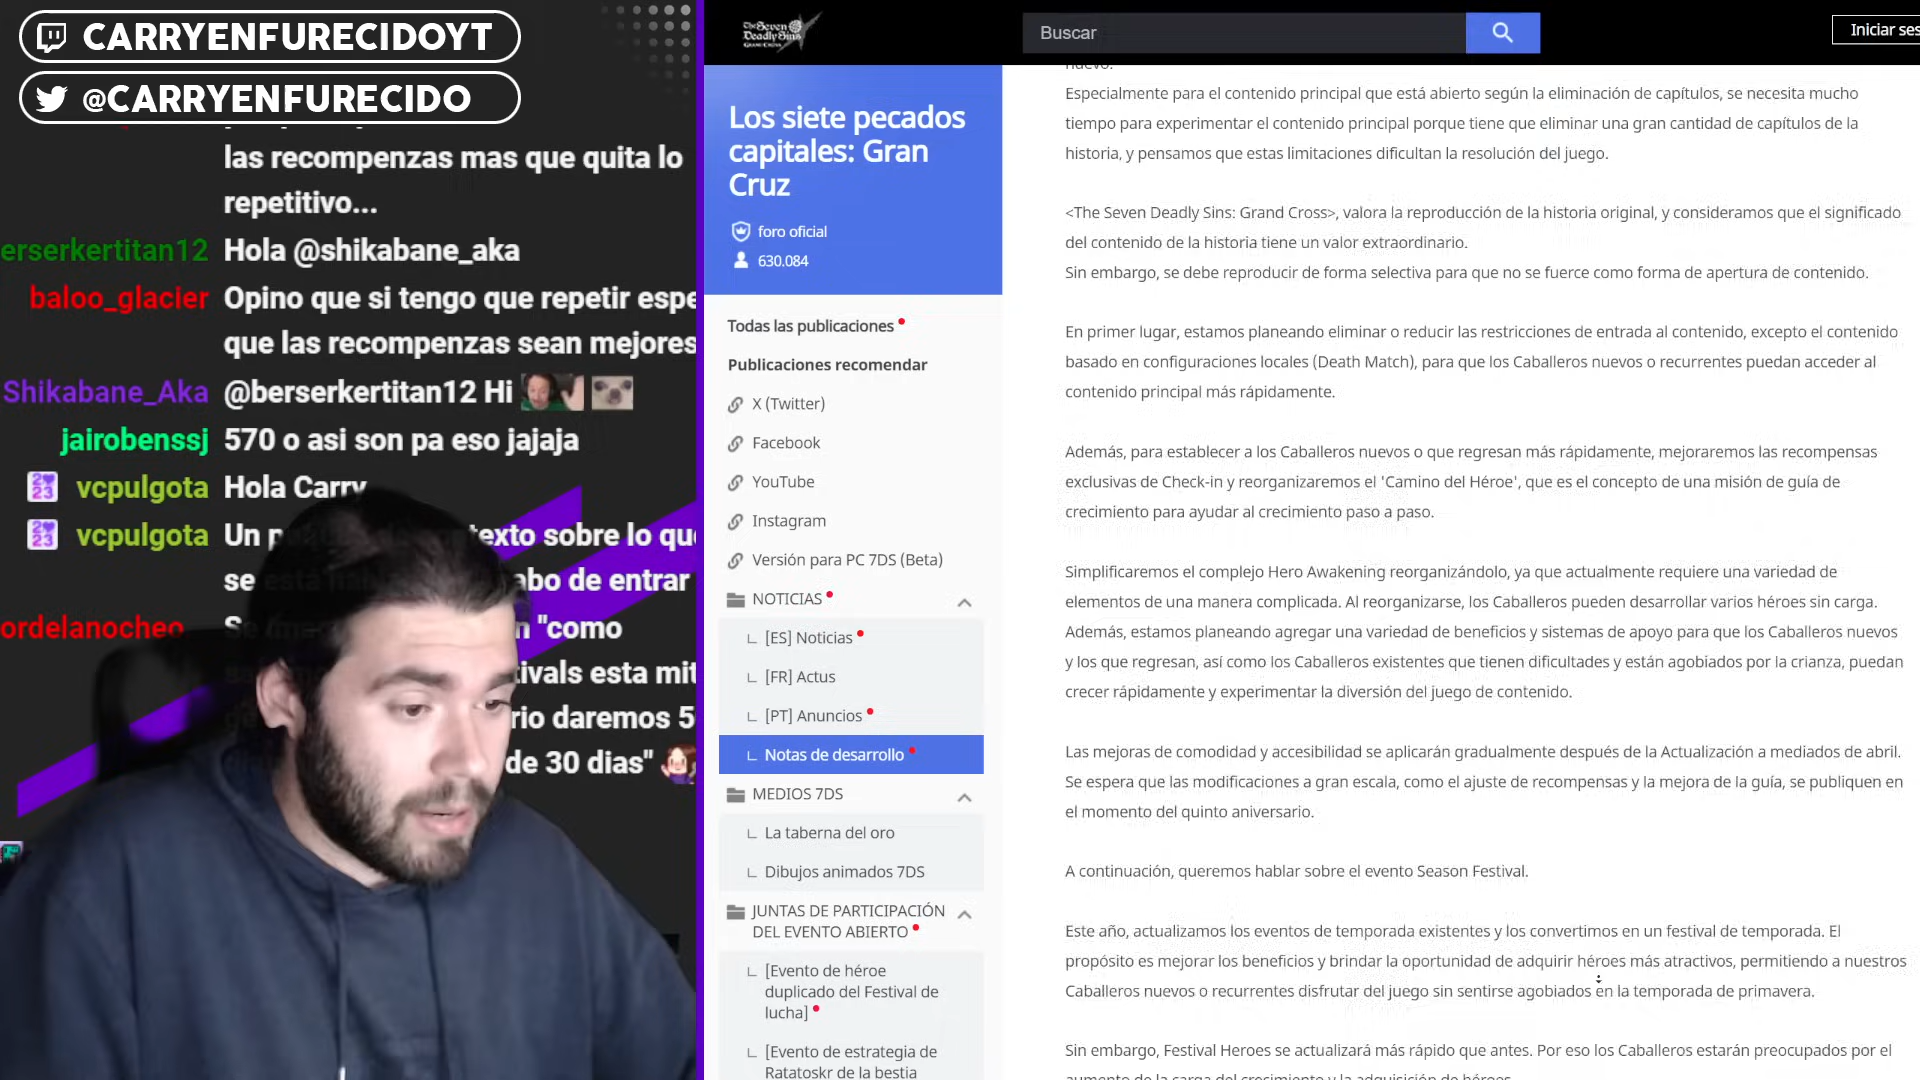 CARRYENFURECIDOYT
@CARRYENFURECIDO
las recompenzas mas que quita lo
repetitivo...
erserkertitan12 Hola @shikabane_aka
baloo_glacier Opino que si tengo que repetir espe
que las recompenzas sean mejores
Shikabane_Aka @berserkertitan12 Hi
jairobenssj 570 o asi son pa eso jajaja
vcpulgota Hola Carry
vcpulgota Un texto sobre lo que
se abo de entrar
ordelanocheo n "como
tivals esta mit
rio daremos 5
de 30 dias"
The Seven
Deadly Sins
GRAND CROSS
Buscar
Iniciar ses
Los siete pecados
capitales: Gran
Cruz
foro oficial
630.084
Todas las publicaciones
Publicaciones recomendar
X (Twitter)
Facebook
YouTube
Instagram
Versión para PC 7DS (Beta)
NOTICIAS
[ES] Noticias
[FR] Actus
[PT] Anuncios
Notas de desarrollo
MEDIOS 7DS
La taberna del oro
Dibujos animados 7DS
JUNTAS DE PARTICIPACIÓN
DEL EVENTO ABIERTO
[Evento de héroe
duplicado del Festival de
lucha]
[Evento de estrategia de
Ratatoskr de la bestia
nuevo.
Especialmente para el contenido principal que está abierto según la eliminación de capítulos, se necesita mucho
tiempo para experimentar el contenido principal porque tiene que eliminar una gran cantidad de capítulos de la
historia, y pensamos que estas limitaciones dificultan la resolución del juego.
<The Seven Deadly Sins: Grand Cross>, valora la reproducción de la historia original, y consideramos que el significado
del contenido de la historia tiene un valor extraordinario.
Sin embargo, se debe reproducir de forma selectiva para que no se fuerce como forma de apertura de contenido.
En primer lugar, estamos planeando eliminar o reducir las restricciones de entrada al contenido, excepto el contenido
basado en configuraciones locales (Death Match), para que los Caballeros nuevos o recurrentes puedan acceder al
contenido principal más rápidamente.
Además, para establecer a los Caballeros nuevos o que regresan más rápidamente, mejoraremos las recompensas
exclusivas de Check-in y reorganizaremos el 'Camino del Héroe', que es el concepto de una misión de guía de
crecimiento para ayudar al crecimiento paso a paso.
Simplificaremos el complejo Hero Awakening reorganizándolo, ya que actualmente requiere una variedad de
elementos de una manera complicada. Al reorganizarse, los Caballeros pueden desarrollar varios héroes sin carga.
Además, estamos planeando agregar una variedad de beneficios y sistemas de apoyo para que los Caballeros nuevos
y los que regresan, así como los Caballeros existentes que tienen dificultades y están agobiados por la crianza, puedan
crecer rápidamente y experimentar la diversión del juego de contenido.
Las mejoras de comodidad y accesibilidad se aplicarán gradualmente después de la Actualización a mediados de abril.
Se espera que las modificaciones a gran escala, como el ajuste de recompensas y la mejora de la guía, se publiquen en
el momento del quinto aniversario.
A continuación, queremos hablar sobre el evento Season Festival.
Este año, actualizamos los eventos de temporada existentes y los convertimos en un festival de temporada. El
propósito es mejorar los beneficios y brindar la oportunidad de adquirir héroes más atractivos, permitiendo a nuestros
Caballeros nuevos o recurrentes disfrutar del juego sin sentirse agobiados en la temporada de primavera.
Sin embargo, Festival Heroes se actualizará más rápido que antes. Por eso los Caballeros estarán preocupados por el
aumento de la carga del crecimiento y la adquisición de héroes.